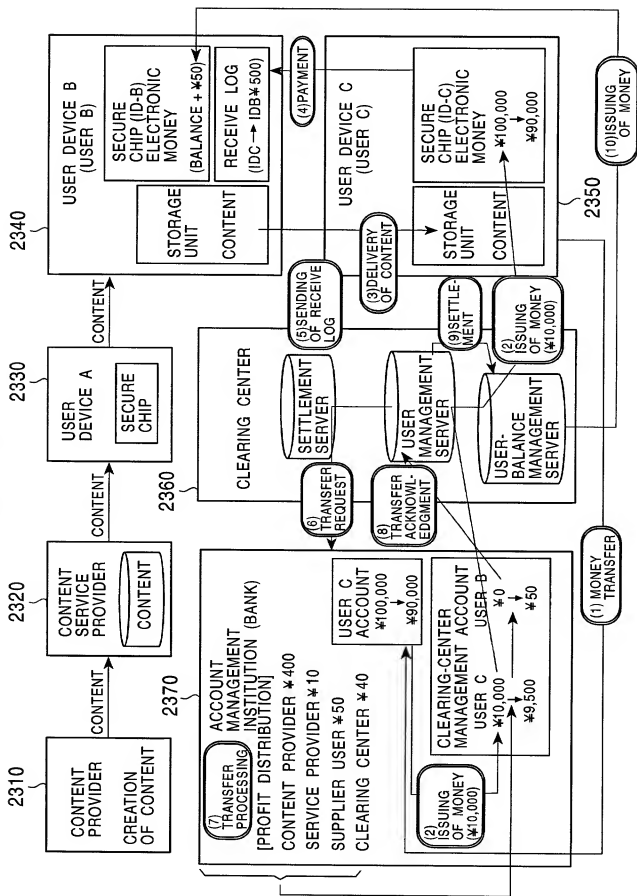 2310
CONTENT
PROVIDER
CREATION
OF CONTENT
CONTENT
2320
CONTENT
SERVICE
PROVIDER
CONTENT
CONTENT
2330
USER DEVICE A
SECURE
CHIP
CONTENT
2340
USER DEVICE B
(USER B)
STORAGE
UNIT
CONTENT
SECURE
CHIP (ID-B)
ELECTRONIC
MONEY
(BALANCE + ¥50)
RECEIVE LOG
(IDC → IDB¥500)
2370
(7)
TRANSFER
PROCESSING
ACCOUNT
MANAGEMENT
INSTITUTION (BANK)
[PROFIT DISTRIBUTION]
CONTENT PROVIDER ¥400
SERVICE PROVIDER ¥10
SUPPLIER USER ¥50
CLEARING CENTER ¥40
USER C
ACCOUNT
¥100,000
→
¥90,000
(2)
ISSUING
OF MONEY
(¥10,000)
CLEARING-CENTER
MANAGEMENT ACCOUNT
USER C
¥10,000
→
¥9,500
USER B
¥0
→
¥50
2360
CLEARING CENTER
SETTLEMENT
SERVER
USER
MANAGEMENT
SERVER
USER-
BALANCE MANAGEMENT
SERVER
(5)SENDING
OF RECEIVE
LOG
(6)
TRANSFER
REQUEST
(8)
TRANSFER
ACKNOWL-
EDGMENT
(9)SETTLE-
MENT
(2)
ISSUING
OF MONEY
(¥10,000)
(3)DELIVERY
OF CONTENT
(4)PAYMENT
USER DEVICE C
(USER C)
STORAGE
UNIT
CONTENT
SECURE
CHIP (ID-C)
ELECTRONIC
MONEY
¥100,000
→
¥90,000
2350
(1) MONEY
TRANSFER
(10)ISSUING
OF MONEY